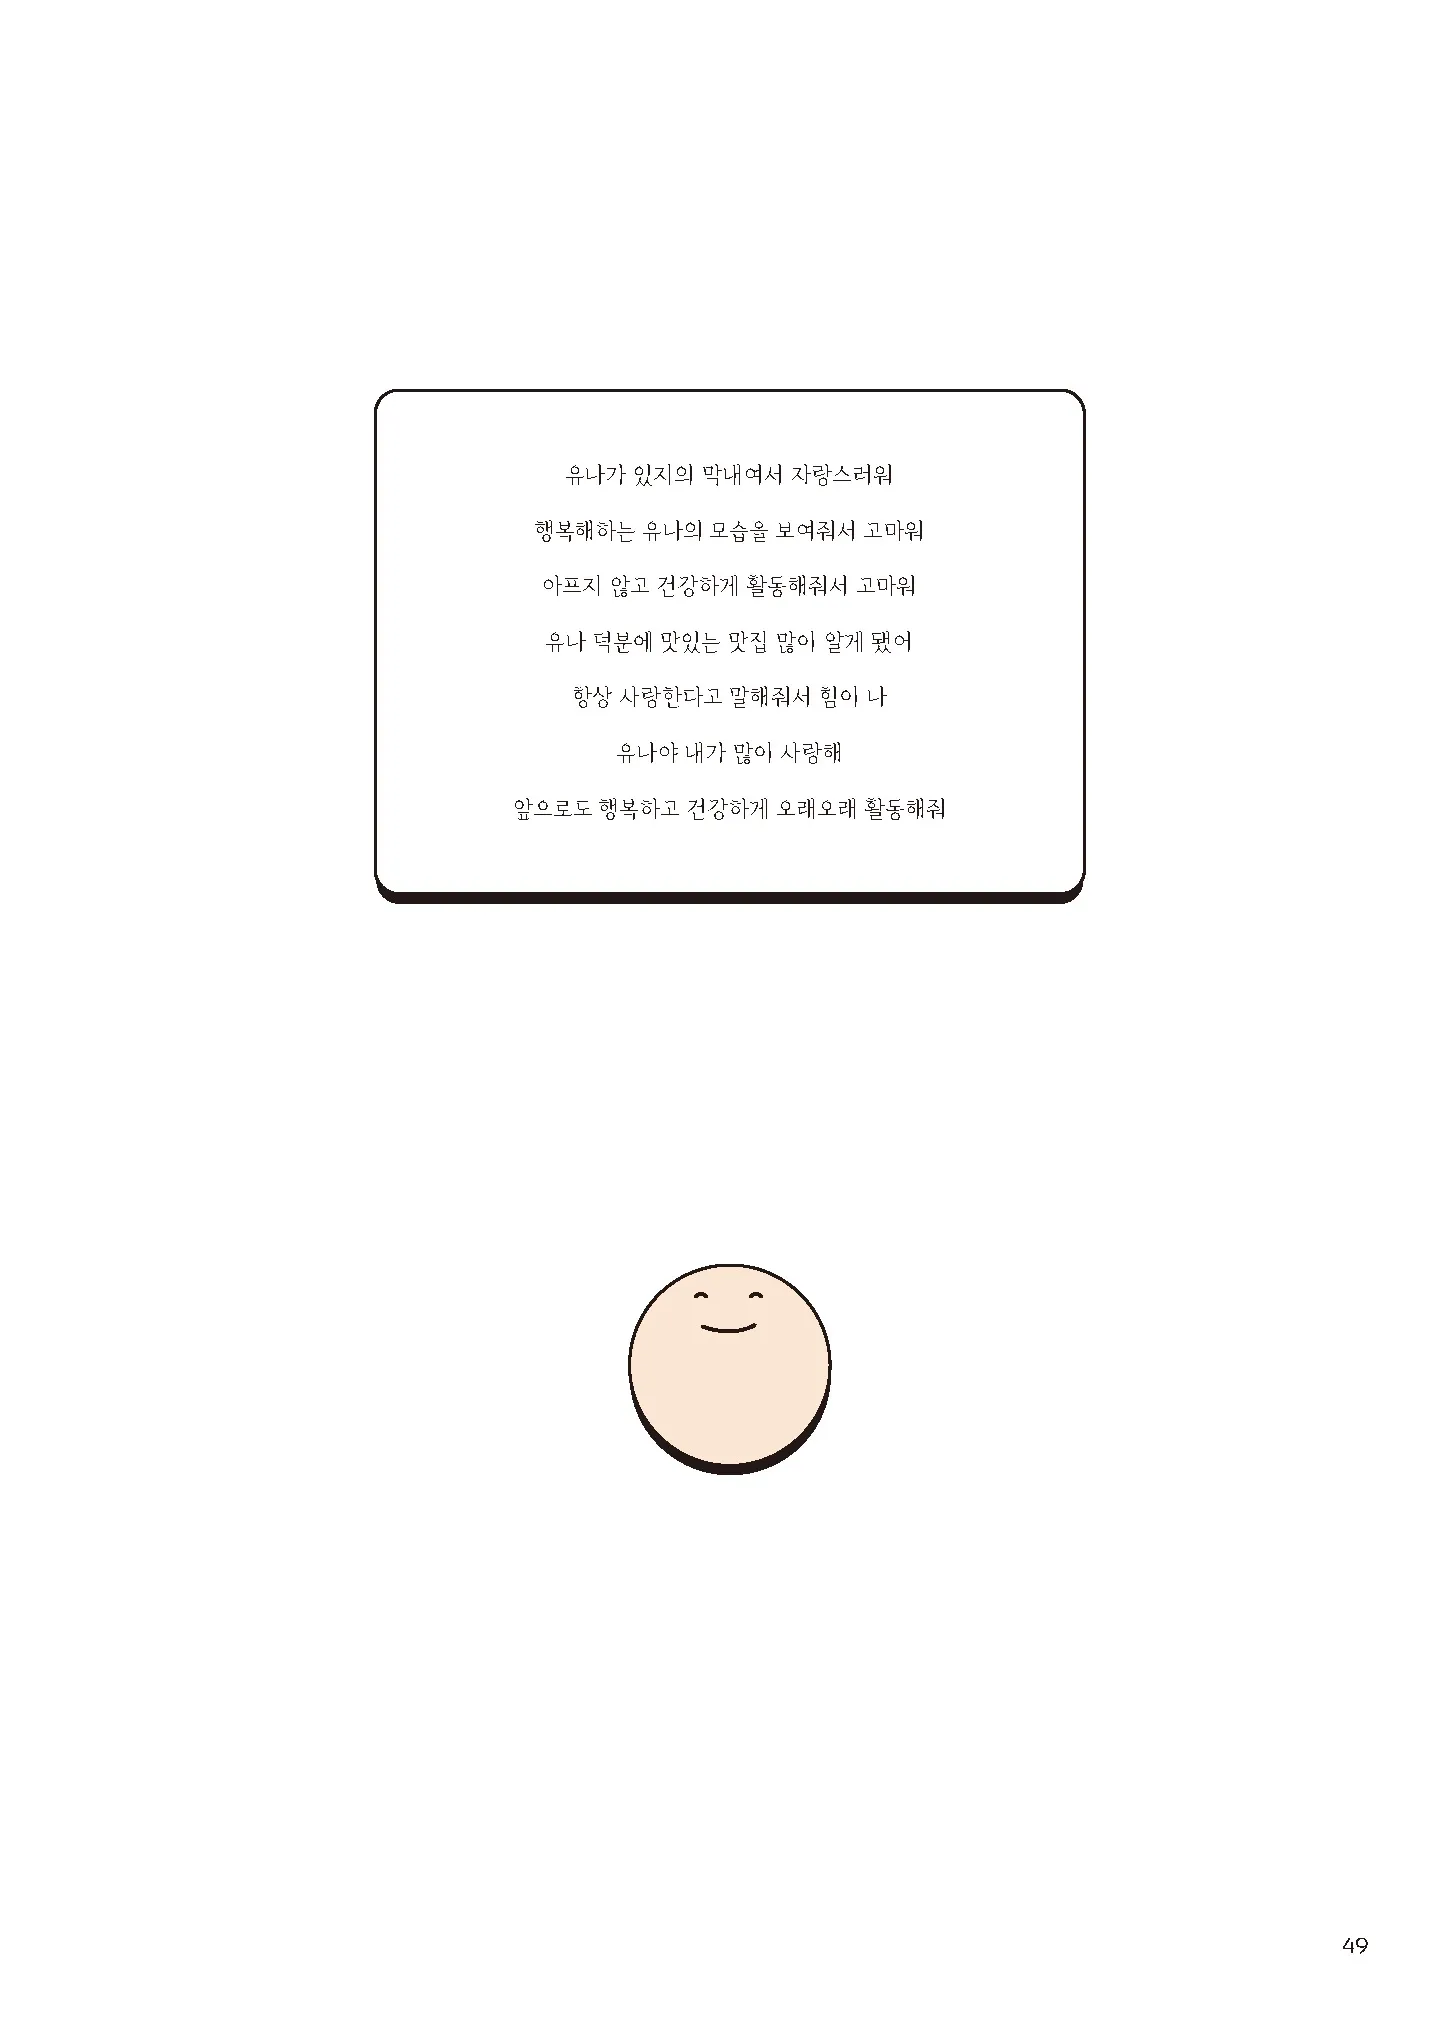 유나가 있지의 막내여서 자랑스러워
행복해하는 유나의 모습을 보여줘서 고마워
아프지 않고 건강하게 활동해줘서 고마워
유나 덕분에 맛있는 맛집 많이 알게 됐어
항상 사랑한다고 말해줘서 힘이 나
유나야 내가 많이 사랑해
앞으로도 행복하고 건강하게 오래오래 활동해줘
49